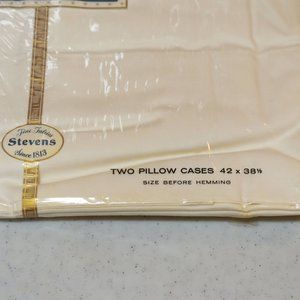 Fine Fabrics
Stevens
Since 1813
TWO PILLOW CASES 42 x 38½
SIZE BEFORE HEMMING